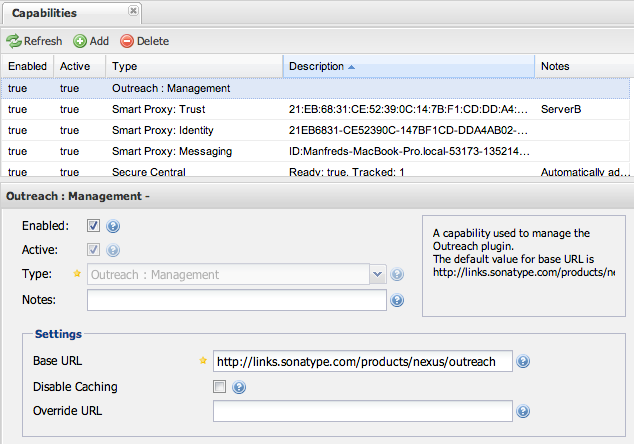 Capabilities
Refresh Add Delete
Enabled Active Type Description Notes
true true Outreach : Management
true true Smart Proxy: Trust 21:EB:68:31:CE:52:39:0C:14:7B:F1:CD:DD:A4:... ServerB
true true Smart Proxy: Identity 21EB6831-CE52390C-147BF1CD-DDA4AB02-...
true true Smart Proxy: Messaging ID:Manfreds-MacBook-Pro.local-53173-135214...
true true Secure Central Ready: true, Tracked: 1 Automatically ad...
Outreach : Management -
Enabled:
Active:
Type: Outreach : Management
Notes:
A capability used to manage the
Outreach plugin.
The default value for base URL is
http://links.sonatype.com/products/ne
Settings
Base URL http://links.sonatype.com/products/nexus/outreach
Disable Caching
Override URL